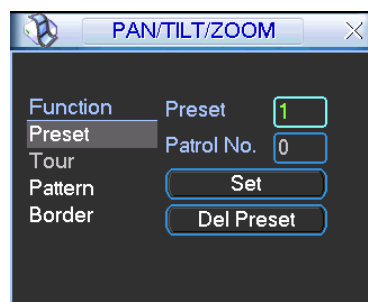 PAN/TILT/ZOOM
Function
Preset
Tour
Pattern
Border
Preset 1
Patrol No. 0
Set
Del Preset